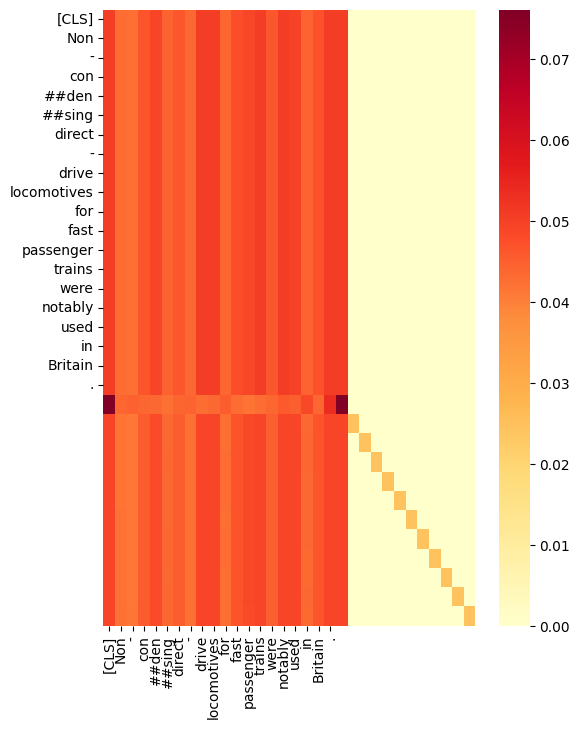 [CLS]
Non
-
con
##den
##sing
direct
-
drive
locomotives
for
fast
passenger
trains
were
notably
used
in
Britain
.
0.07
0.06
0.05
0.04
0.03
0.02
0.01
0.00
[CLS]
Non
-
con
##den
##sing
direct
-
drive
locomotives
for
fast
passenger
trains
were
notably
used
in
Britain
.